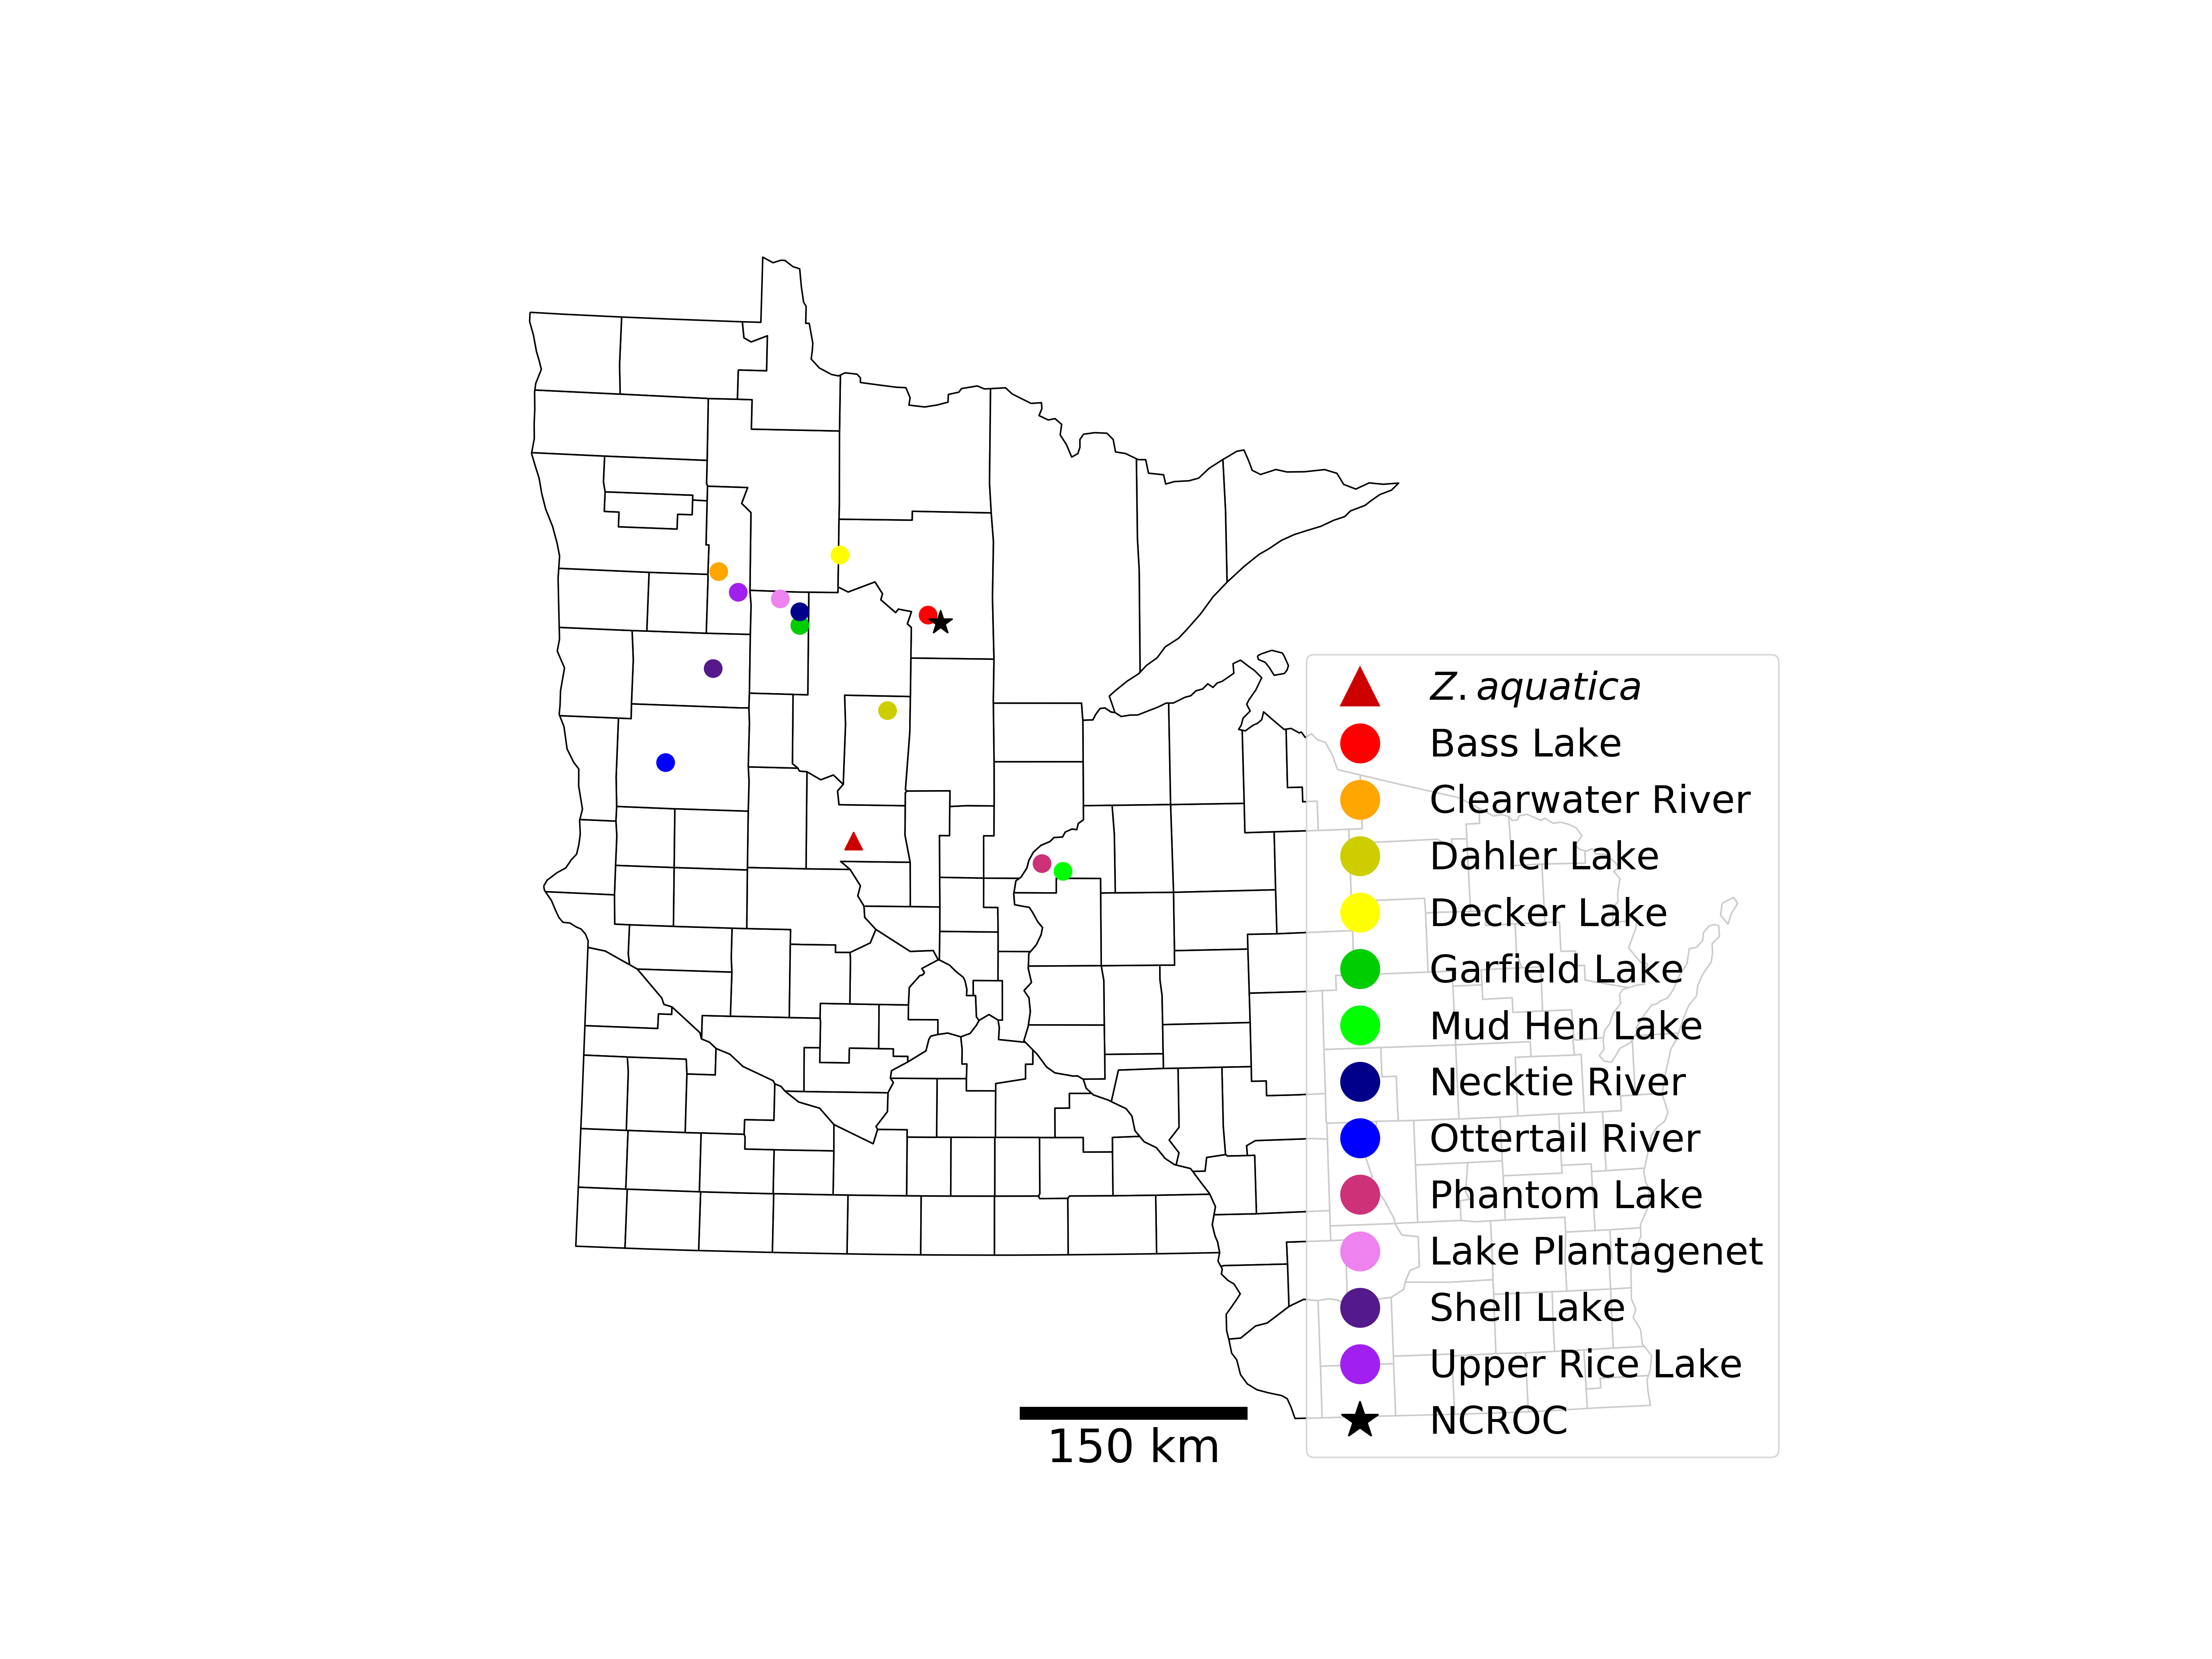 Z. aquatica
Bass Lake
Clearwater River
Dahler Lake
Decker Lake
Garfield Lake
Mud Hen Lake
Necktie River
Ottertail River
Phantom Lake
Lake Plantagenet
Shell Lake
Upper Rice Lake
NCROC
150 km